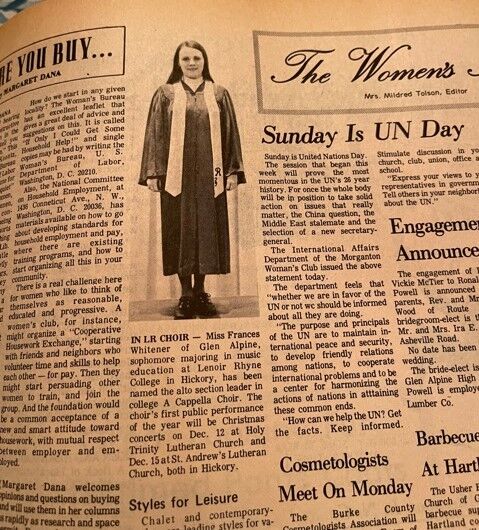 RE YOU BUY...
MARGARET DANA
How do we start in any given
locality? The Woman's Bureau
has an excellent leaflet that
gives a great deal of advice and
suggestions on this. It is called
"If Only I Could Get Some
Household Help!" and single
copies may be had by writing the
Woman's Bureau, U. S.
Department of Labor,
Washington, D. C. 20210.
Also, the National Committee
on Household Employment, at
1435 Conneticut Ave., N. W.,
Washington, D. C. 20036, has
materials available on how to go
about developing standards for
household employment and pay,
where there are existing
training programs, and how to
start organizing all this in your
community.
There is a real challenge here
for women who like to think of
themselves as reasonable,
educated and progressive. A
women's club, for instance,
might organize a "Cooperative
Household Exchange," starting
with friends and neighbors who
volunteer time and skills to help
each other — for pay. Then they
might start persuading other
women to train, and join the
group. And the foundation would
be a common acceptance of a
new and smart attitude toward
housework, with mutual respect
between employer and em-
ployed.
Margaret Dana welcomes
opinions and questions on buying
and will use them in her columns
as rapidly as research and space
IN LR CHOIR — Miss Frances
Whitener of Glen Alpine,
sophomore majoring in music
education at Lenoir Rhyne
College in Hickory, has been
named the alto section leader in
college A Cappella Choir. The
choir's first public performance
of the year will be Christmas
concerts on Dec. 12 at Holy
Trinity Lutheran Church and
Dec. 15 at St. Andrew's Lutheran
Church, both in Hickory.
Styles for Leisure
Chalet and contemporary-
leading styles for va-
The Women's
Mrs. Mildred Tolson, Editor
Sunday Is UN Day
Sunday is United Nations Day.
The session that began this
week will prove the most
momentous in the UN's 26 year
history. For once the whole body
will be in position to take solid
action on issues that really
matter, the China question, the
Middle East stalemate and the
selection of a new secretary-
general.
The International Affairs
Department of the Morganton
Woman's Club issued the above
statement today.
The department feels that
"whether we are in favor of the
UN or not we should be informed
about all they are doing.
"The purpose and principals
of the UN are to maintain in-
ternational peace and security,
to develop friendly relations
among nations, to cooperate
international problems and to be
a center for harmonizing the
actions of nations in attaining
these common ends.
"How can we help the UN? Get
the facts. Keep informed.
Stimulate discussion in yo
church, club, union, office a
school.
"Express your views to y
representatives in governm
Tell others in your neighborh
about the UN."
Cosmetologists
Meet On Monday
The Burke County
Cosmetologists Association will
Engagemen
Announce
The engagement of
Vickie McTier to Ronal
Powell is announced
parents, Rev. and Mr
Wood of Route
bridegroom-elect is th
Mr. and Mrs. Ira E.
Asheville Road.
No date has been
wedding.
The bride-elect is
Glen Alpine High
Powell is employe
Lumber Co.
Barbecue
At Hartl
The Usher
Church of
barbecue su